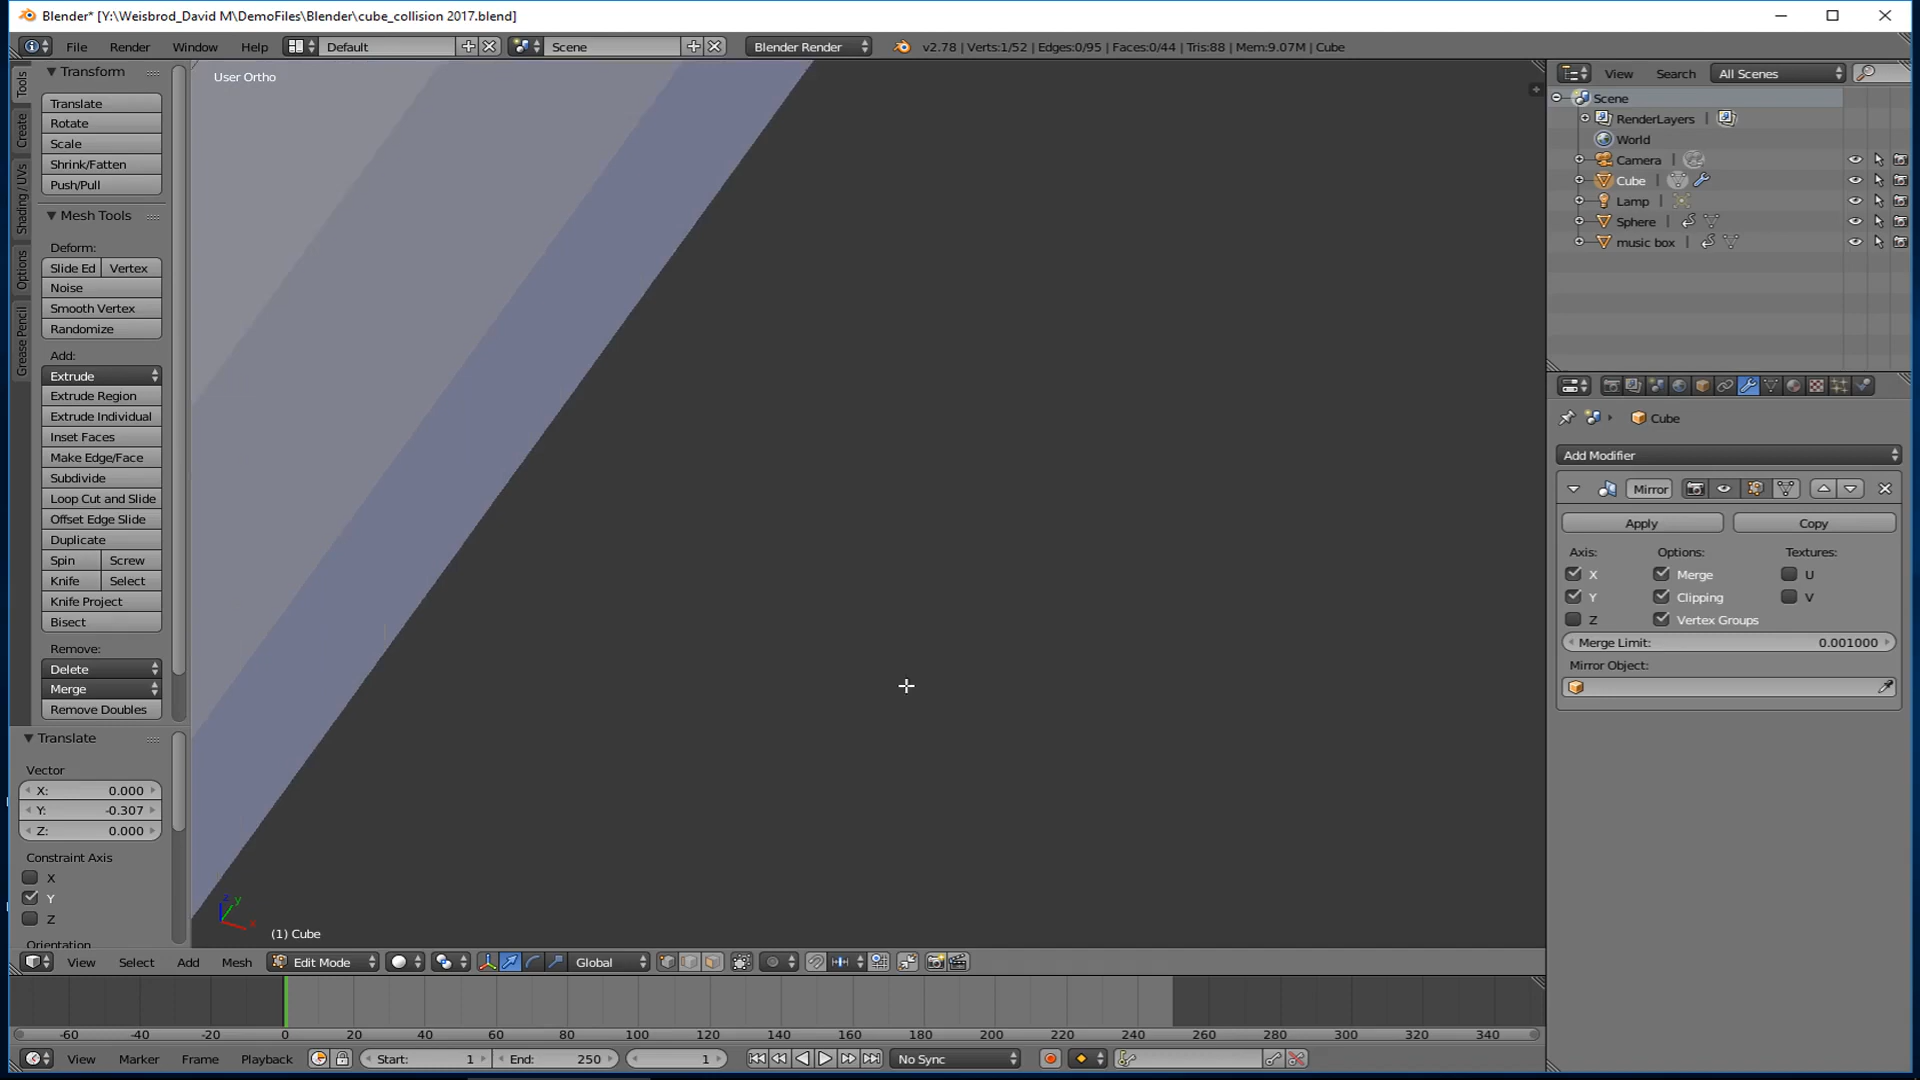 Blender* [Y:\Weisbrod_David M\DemoFiles\Blender\cube_collision 2017.blend]
File Render Window Help Default Scene Blender Render v2.78 | Verts:1/52 | Edges:0/95 | Faces:0/44 | Tris:88 | Mem:9.07M | Cube
Tools
Create
Shading / UVs
Options
Grease Pencil
Transform
Translate
Rotate
Scale
Shrink/Fatten
Push/Pull
Mesh Tools
Deform:
Slide Ed Vertex
Noise
Smooth Vertex
Randomize
Add:
Extrude
Extrude Region
Extrude Individual
Inset Faces
Make Edge/Face
Subdivide
Loop Cut and Slide
Offset Edge Slide
Duplicate
Spin Screw
Knife Select
Knife Project
Bisect
Remove:
Delete
Merge
Remove Doubles
Translate
Vector
X: 0.000
Y: -0.307
Z: 0.000
Constraint Axis
X
Y
Z
Orientation
User Ortho
z y x
(1) Cube
View Search All Scenes
Scene
RenderLayers
World
Camera
Cube
Lamp
Sphere
music box
Cube
Add Modifier
Mirror
Apply Copy
Axis: Options: Textures:
X Merge U
Y Clipping V
Z Vertex Groups
Merge Limit: 0.001000
Mirror Object:
View Select Add Mesh Edit Mode Global
-60 -40 -20 0 20 40 60 80 100 120 140 160 180 200 220 240 260 280 300 320 340
View Marker Frame Playback Start: 1 End: 250 1 No Sync